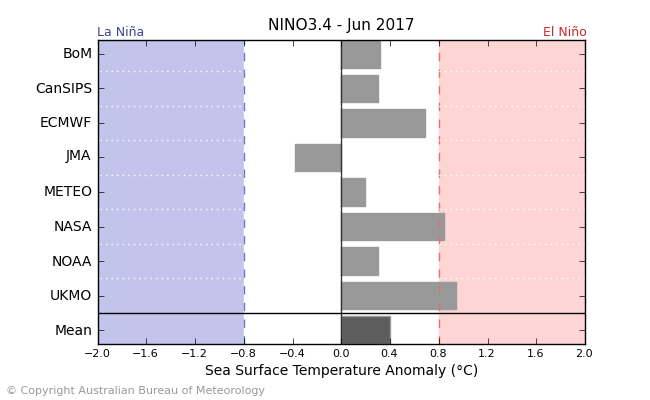 NINO3.4 - Jun 2017
La Niña
El Niño
BoM
CanSIPS
ECMWF
JMA
METEO
NASA
NOAA
UKMO
Mean
−2.0 −1.6 −1.2 −0.8 −0.4 0.0 0.4 0.8 1.2 1.6 2.0
Sea Surface Temperature Anomaly (°C)
© Copyright Australian Bureau of Meteorology